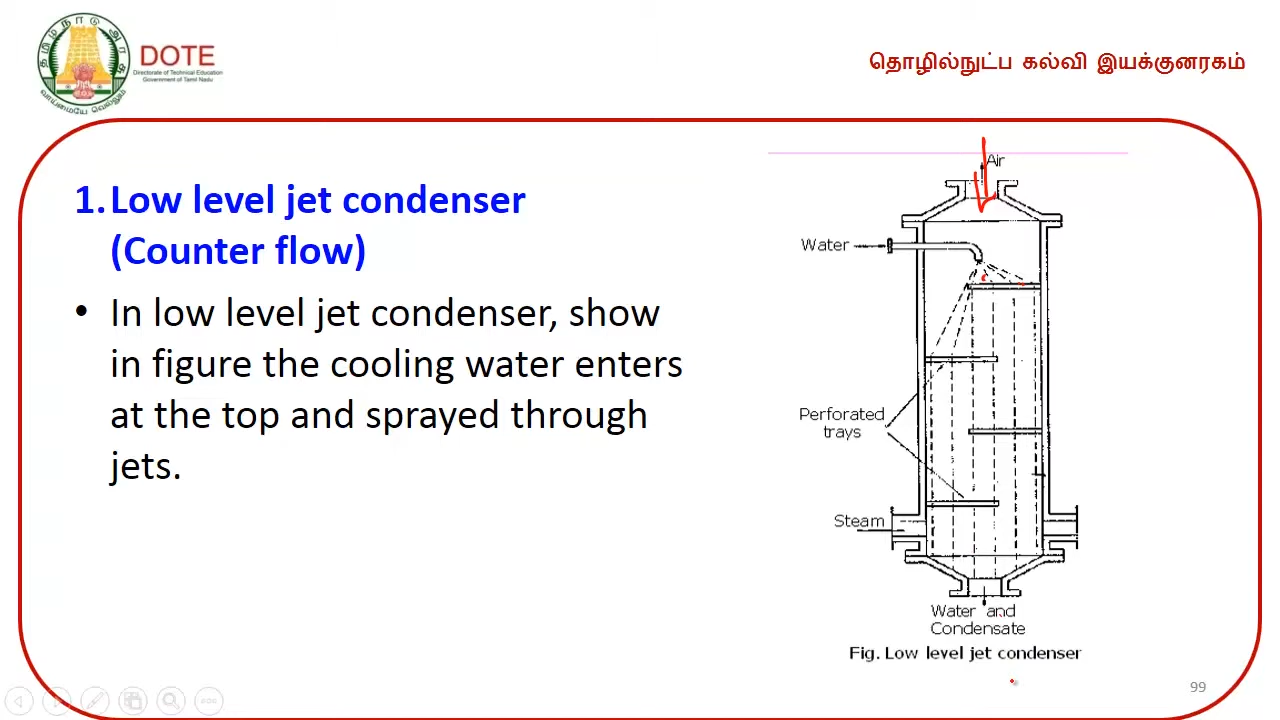 தமிழ்நாடு அரசு
வாய்மையே வெல்லும்
DOTE
Directorate of Technical Education
Government of Tamil Nadu
தொழில்நுட்ப கல்வி இயக்குனரகம்
1. Low level jet condenser
(Counter flow)
• In low level jet condenser, show
in figure the cooling water enters
at the top and sprayed through
jets.
Air
Water
Perforated
trays
Steam
Water and
Condensate
Fig. Low level jet condenser
99